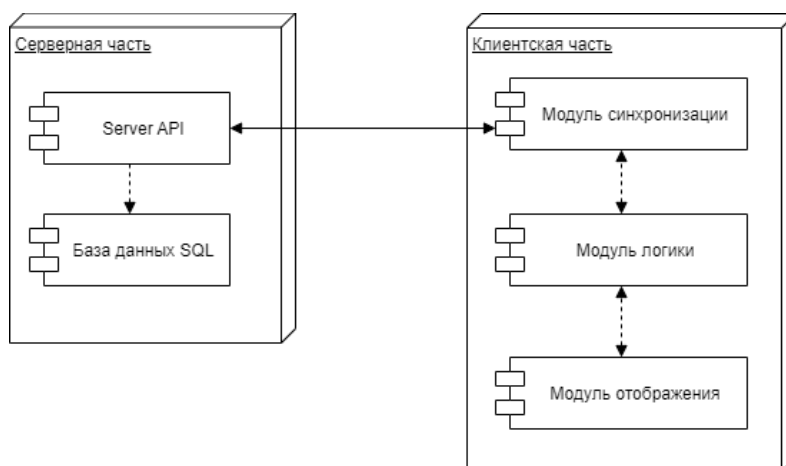 Серверная часть
Server API
База данных SQL
Клиентская часть
Модуль синхронизации
Модуль логики
Модуль отображения